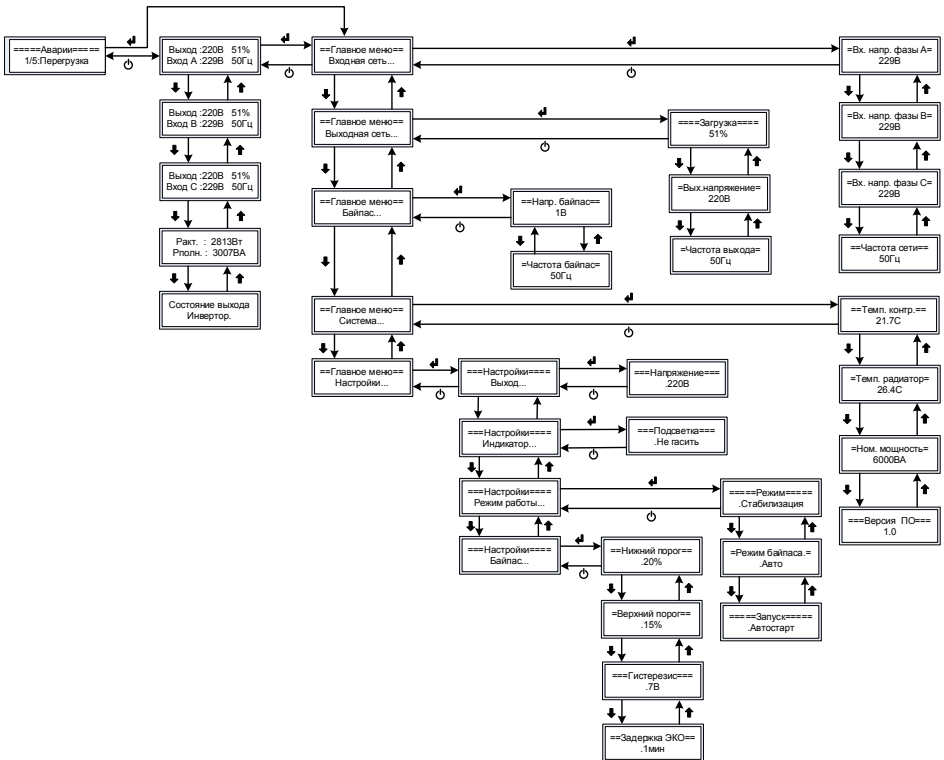 =====Аварии=====
1/5:Перегрузка
Выход :220В 51%
Вход A :229В 50Гц
Выход :220В 51%
Вход B :229В 50Гц
Выход :220В 51%
Вход C :229В 50Гц
Pакт. : 2813Вт
Pполн. : 3007ВА
Состояние выхода
Инвертор.
==Главное меню==
Входная сеть...
==Главное меню==
Выходная сеть...
==Главное меню==
Байпас...
==Главное меню==
Система...
==Главное меню==
Настройки...
=Вх. напр. фазы A=
229В
=Вх. напр. фазы B=
229В
=Вх. напр. фазы C=
229В
==Частота сети==
50Гц
====Загрузка====
51%
=Вых.напряжение=
220В
=Частота выхода=
50Гц
==Напр. байпас==
1В
=Частота байпас=
50Гц
==Темп. контр.==
21.7С
=Темп. радиатор=
26.4С
=Ном. мощность=
6000ВА
===Версия ПО===
1.0
===Настройки====
Выход...
===Напряжение===
.220В
===Настройки====
Индикатор...
===Подсветка===
.Не гасить
===Настройки====
Режим работы...
=====Режим=====
.Стабилизация
=Режим байпаса.=
.Авто
=====Запуск=====
.Автостарт
===Настройки====
Байпас...
==Нижний порог==
.20%
=Верхний порог==
.15%
===Гистерезис===
.7В
==Задержка ЭКО==
.1мин